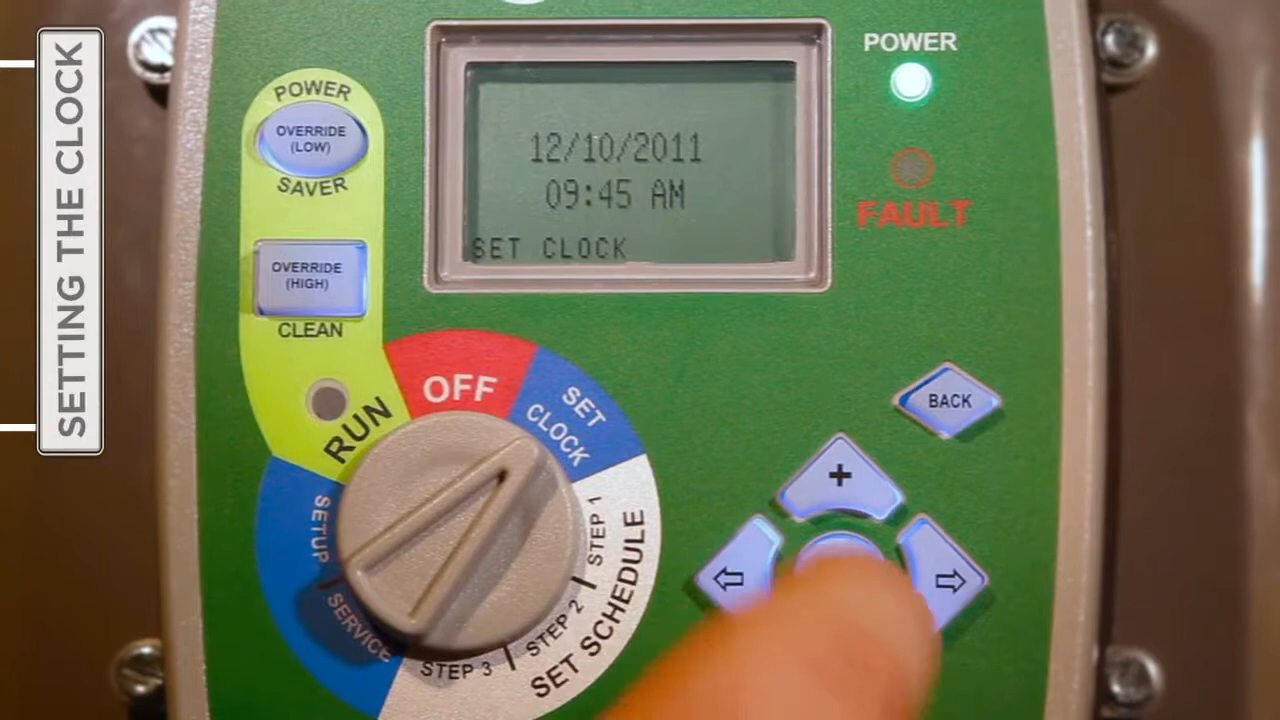 SETTING THE CLOCK
POWER
OVERRIDE
(LOW)
SAVER
OVERRIDE
(HIGH)
CLEAN
12/10/2011
09:45 AM
SET CLOCK
POWER
FAULT
RUN
OFF
SET
CLOCK
SETUP
SERVICE
STEP 1
STEP 2
STEP 3
SET SCHEDULE
BACK
+